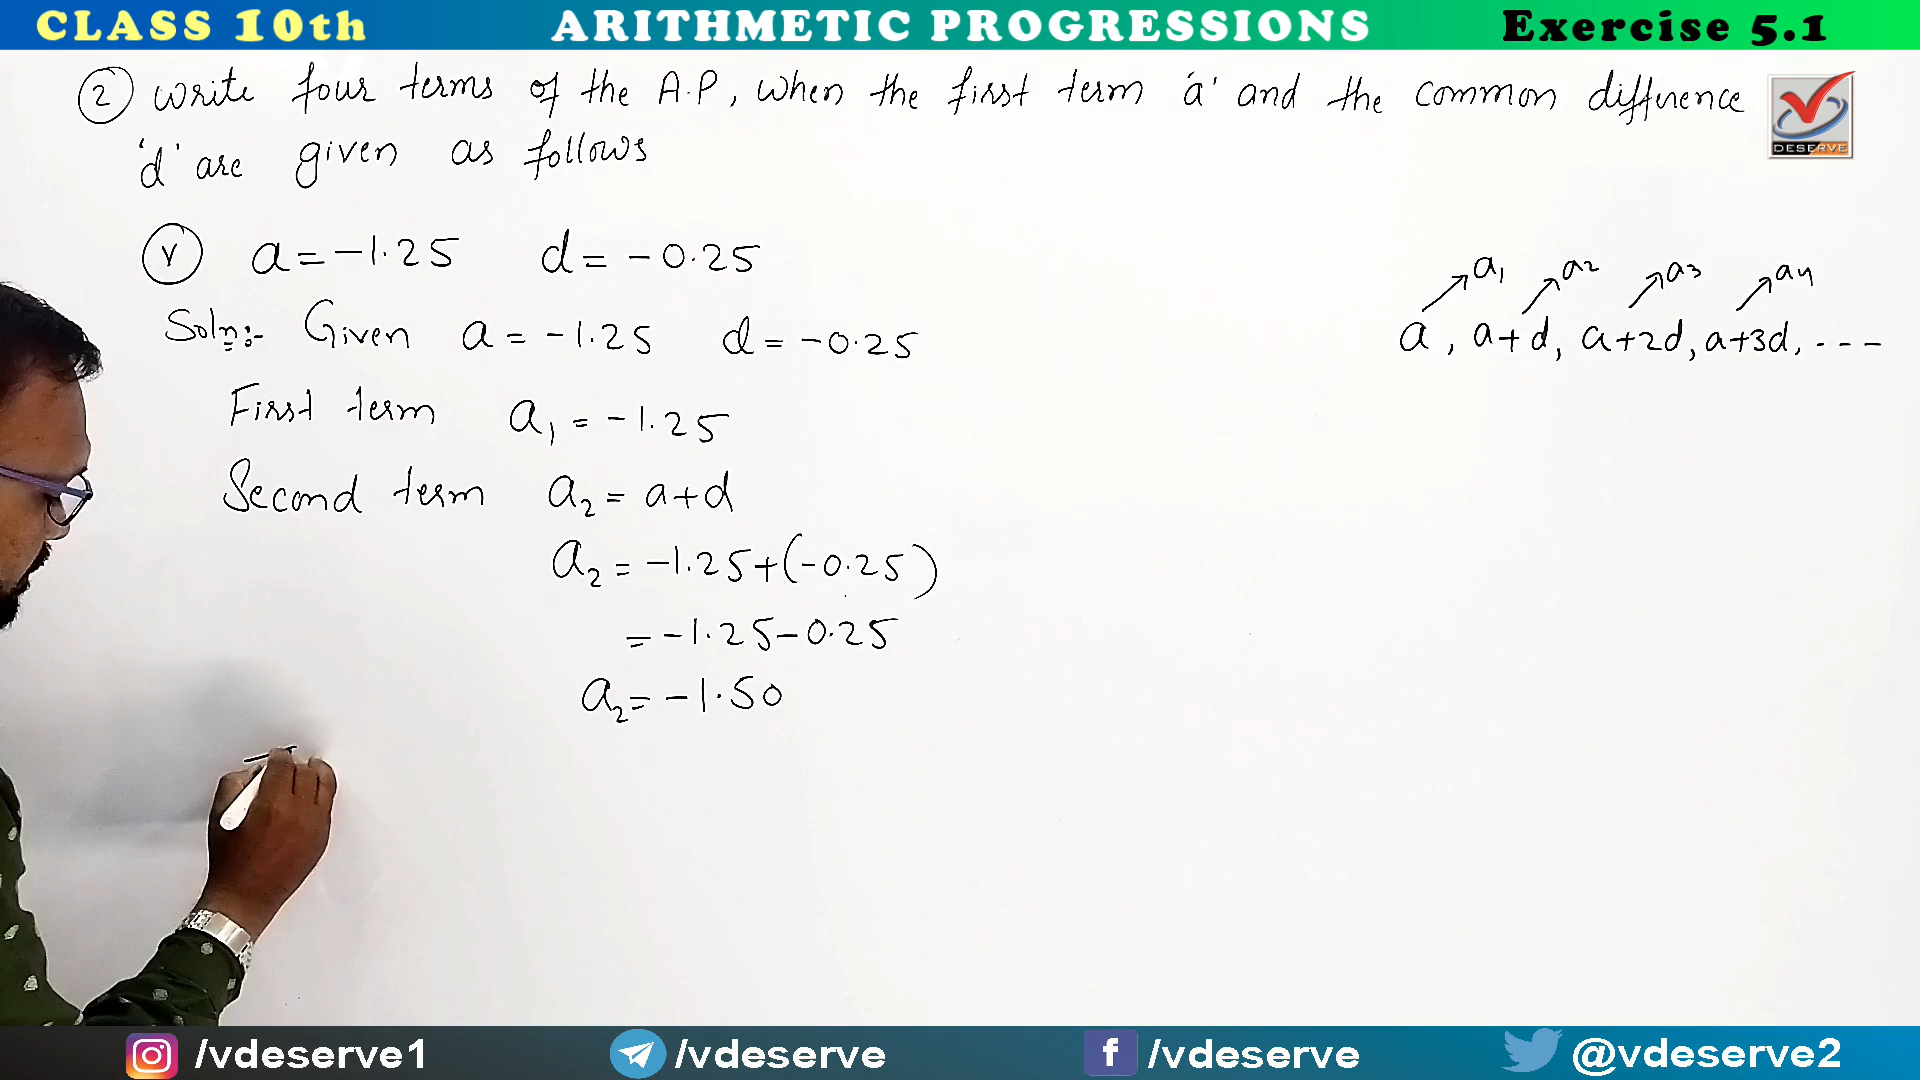 CLASS 10th ARITHMETIC PROGRESSIONS Exercise 5.1
② Write four terms of the A.P, when the first term 'a' and the common difference
'd' are given as follows
DESERVE
Ⓥ a = -1.25 d = -0.25
Soln:- Given a = -1.25 d = -0.25
a₁ a₂ a₃ a₄
a, a+d, a+2d, a+3d, ----
First term a₁ = -1.25
Second term a₂ = a+d
a₂ = -1.25+(-0.25)
= -1.25-0.25
a₂ = -1.50
/vdeserve1 /vdeserve /vdeserve @vdeserve2